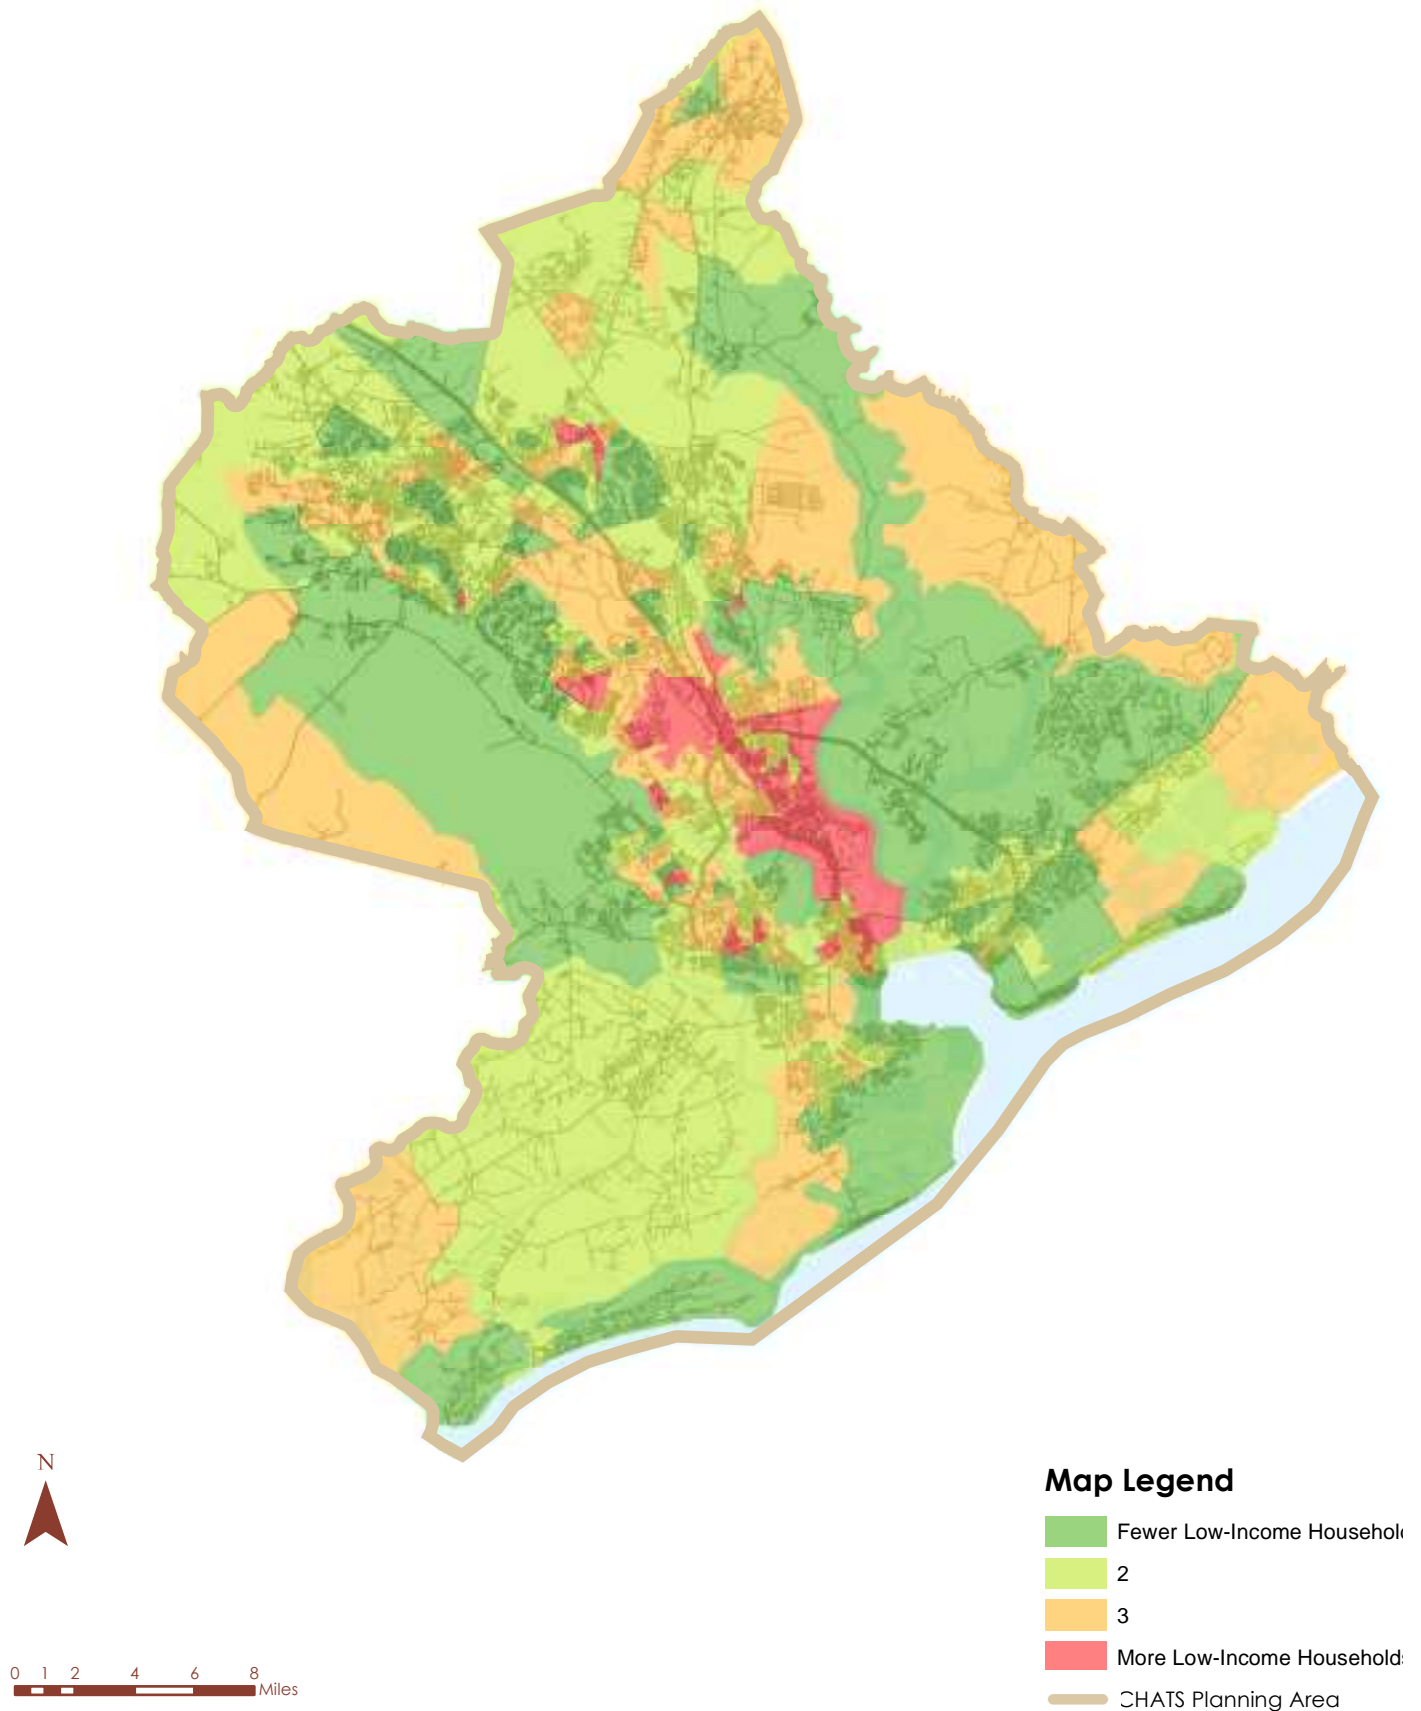 N
Map Legend
Fewer Low-Income Househol
2
3
More Low-Income Households
CHATS Planning Area
0 1 2 4 6 8
Miles